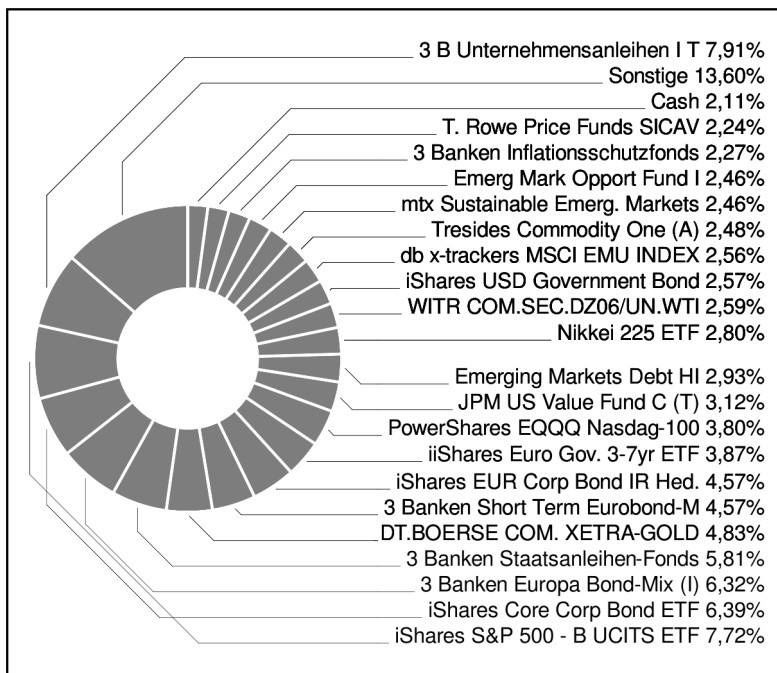 3 B Unternehmensanleihen I T 7,91%
Sonstige 13,60%
Cash 2,11%
T. Rowe Price Funds SICAV 2,24%
3 Banken Inflationsschutzfonds 2,27%
Emerg Mark Opport Fund I 2,46%
mtx Sustainable Emerg. Markets 2,46%
Tresides Commodity One (A) 2,48%
db x-trackers MSCI EMU INDEX 2,56%
iShares USD Government Bond 2,57%
WITR COM.SEC.DZ06/UN.WTI 2,59%
Nikkei 225 ETF 2,80%
Emerging Markets Debt HI 2,93%
JPM US Value Fund C (T) 3,12%
PowerShares EQQQ Nasdag-100 3,80%
iiShares Euro Gov. 3-7yr ETF 3,87%
iShares EUR Corp Bond IR Hed. 4,57%
3 Banken Short Term Eurobond-M 4,57%
DT.BOERSE COM. XETRA-GOLD 4,83%
3 Banken Staatsanleihen-Fonds 5,81%
3 Banken Europa Bond-Mix (I) 6,32%
iShares Core Corp Bond ETF 6,39%
iShares S&P 500 - B UCITS ETF 7,72%